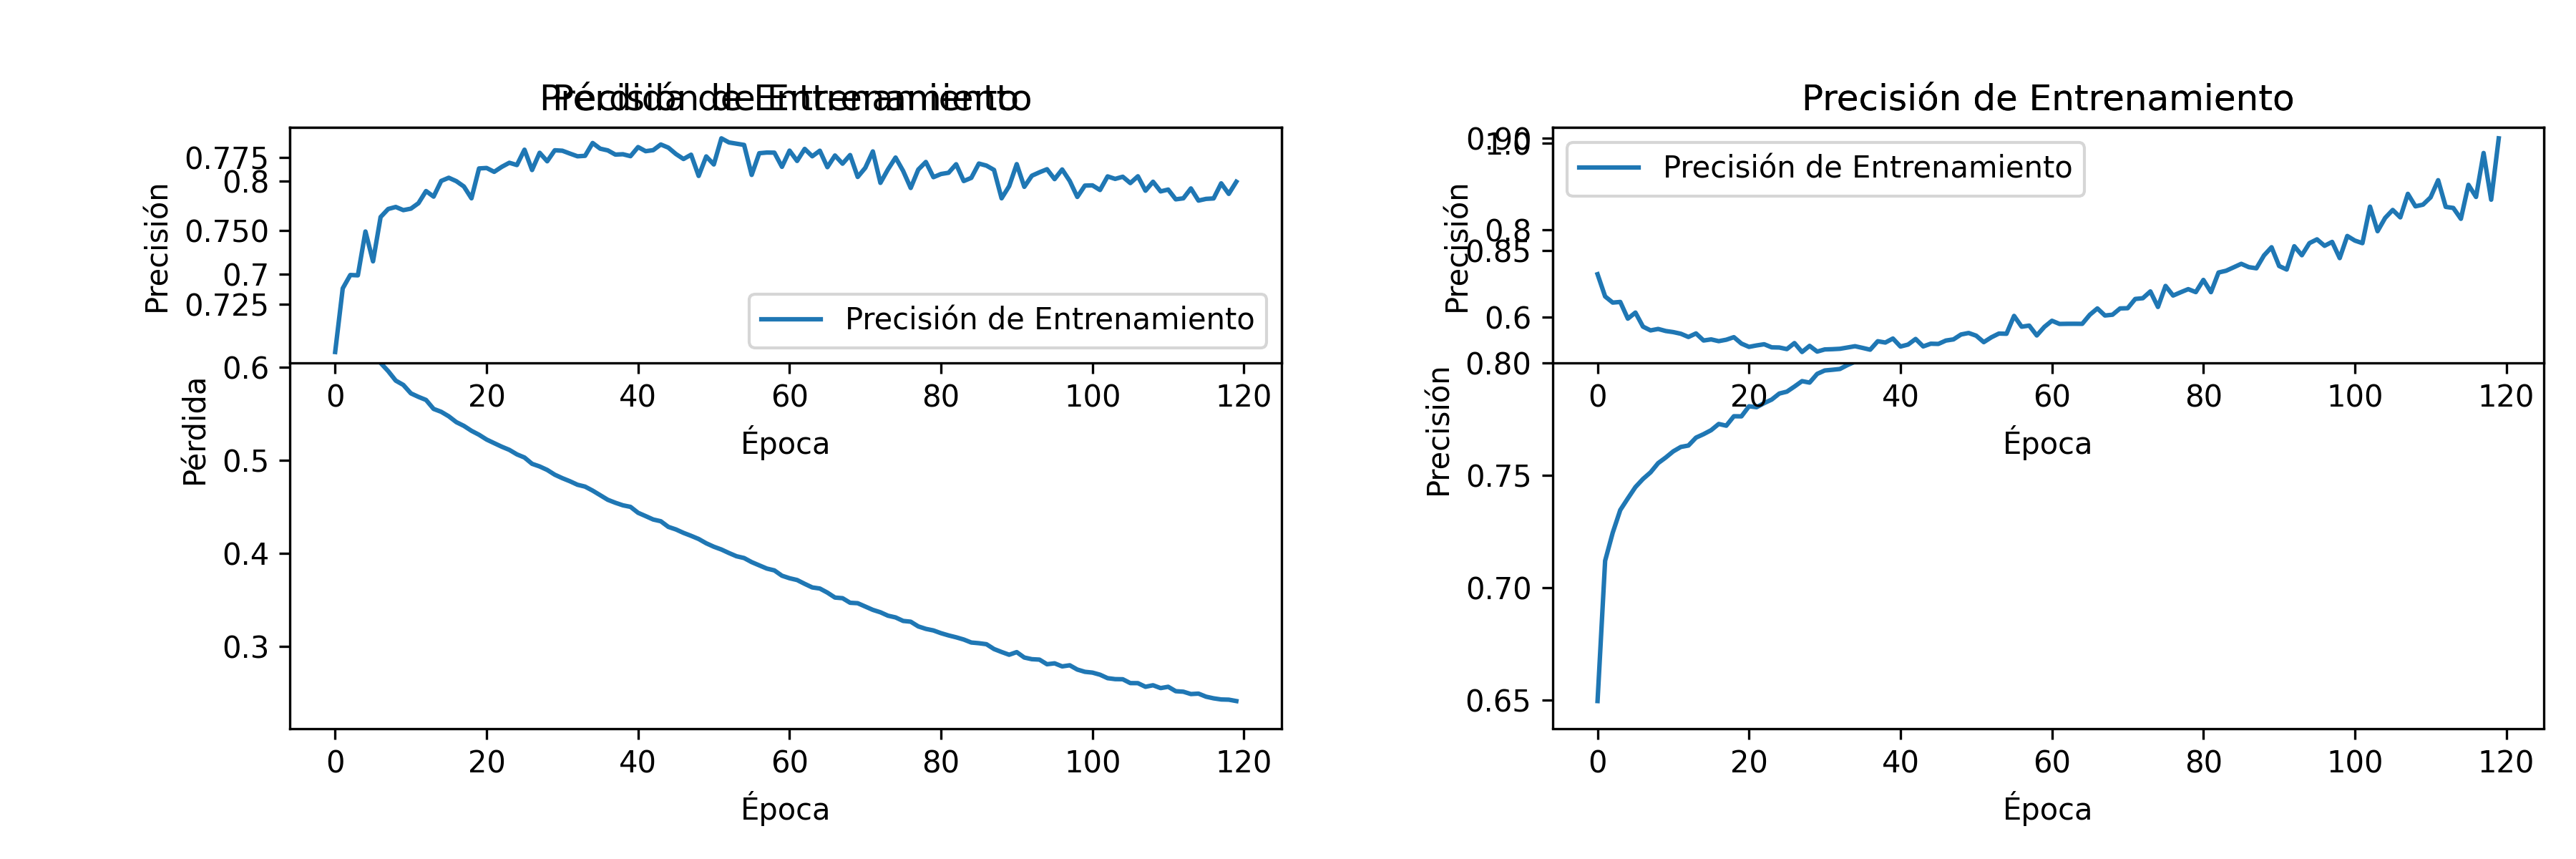 Precisión de Entrenamiento
Pérdida de Entrenamiento
Precisión
0.775
0.8
0.750
0.7
0.725
Precisión de Entrenamiento
0.6
0 20 40 60 80 100 120
Época
Pérdida
0.5
0.4
0.3
0 20 40 60 80 100 120
Época
Precisión de Entrenamiento
Precisión
0.90
1.0
Precisión de Entrenamiento
0.8
0.85
0.6
0.80
0 20 40 60 80 100 120
Época
Precisión
0.75
0.70
0.65
0 20 40 60 80 100 120
Época